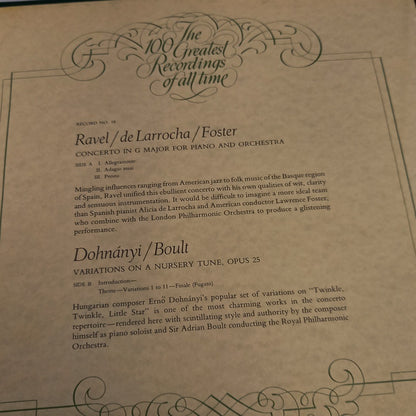 The
100 Greatest
Recordings
of all time
Ravel/de Larrocha/Foster
CONCERTO IN G MAJOR FOR PIANO AND ORCHESTRA
SIDE A I. Allegramente
II. Adagio assai
III. Presto
Mingling influences ranging from American jazz to folk music of the Basque region
of Spain, Ravel unified this ebullient concerto with his own qualities of wit, clarity
and sensuous instrumentation. It would be difficult to imagine a more ideal team
than Spanish pianist Alicia de Larrocha and American conductor Lawrence Foster,
who combine with the London Philharmonic Orchestra to produce a glistening
performance.
Dohnányi/Boult
VARIATIONS ON A NURSERY TUNE, OPUS 25
SIDE B Introduction—
Theme—Variations 1 to 11—Finale (Fugato)
Hungarian composer Ernő Dohnányi's popular set of variations on "Twinkle,
Twinkle, Little Star" is one of the most charming works in the concerto
repertoire—rendered here with scintillating style and authority by the composer
himself as piano soloist and Sir Adrian Boult conducting the Royal Philharmonic
Orchestra.